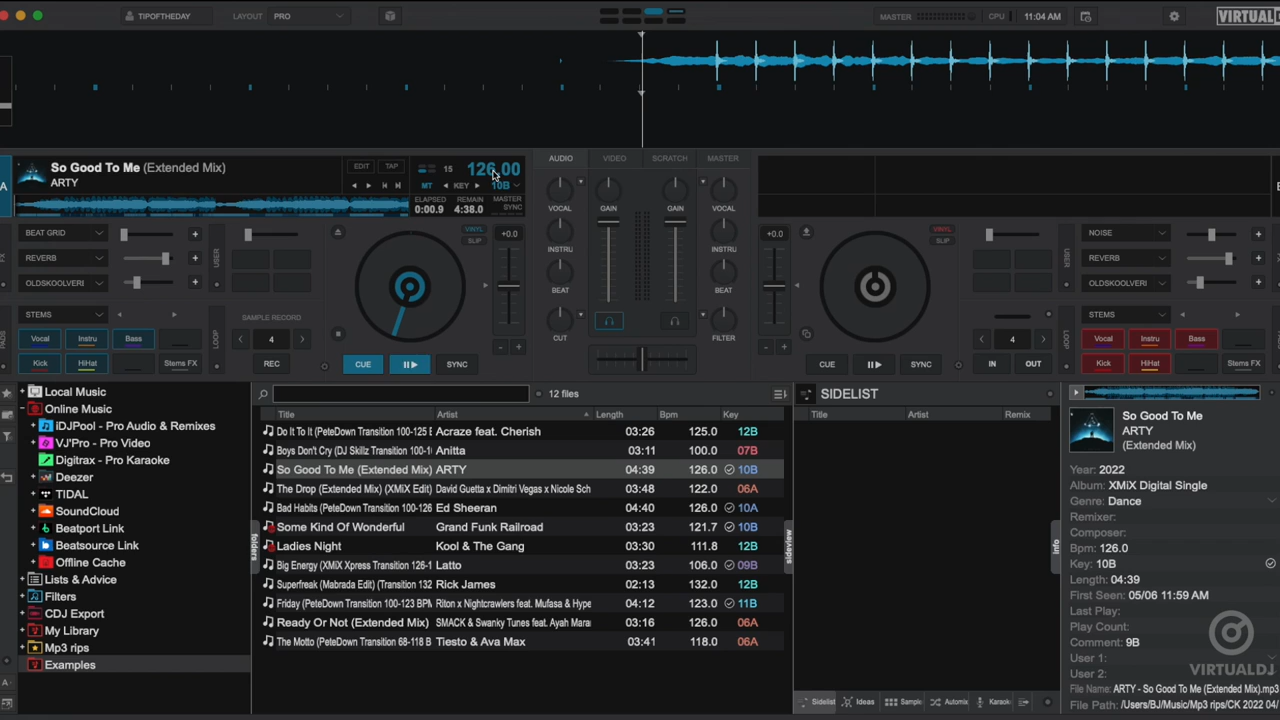 TIPOFTHEDAY LAYOUT PRO MASTER CPU 11:04 AM VIRTUALD
A So Good To Me (Extended Mix) EDIT TAP 15 126.00
ARTY MT KEY 10B
ELAPSED REMAIN MASTER
0:00.9 4:38.0 SYNC
AUDIO VIDEO SCRATCH MASTER
GAIN GAIN
VOCAL VOCAL
INSTRU INSTRU
BEAT BEAT
CUT FILTER
BEAT GRID
REVERB
OLDSKOOLVERI
USER
VINYL
SLIP
+0.0
STEMS
Vocal Instru Bass
Kick HiHat Stems FX
SAMPLE RECORD
4
REC
LOOP
CUE SYNC
+0.0
VINYL
SLIP
USER
NOISE
REVERB
OLDSKOOLVERI
4
IN OUT
LOOP
CUE SYNC
STEMS
Vocal Instru Bass
Kick HiHat Stems FX
Local Music
Online Music
iDJPool - Pro Audio & Remixes
VJ'Pro - Pro Video
Digitrax - Pro Karaoke
Deezer
TIDAL
SoundCloud
Beatport Link
Beatsource Link
Offline Cache
Lists & Advice
Filters
CDJ Export
My Library
Mp3 rips
Examples
folders
12 files
Title Artist Length Bpm Key
Do It To It (PeteDown Transition 100-125 B Acraze feat. Cherish 03:26 125.0 12B
Boys Don't Cry (DJ Skillz Transition 100-1 Anitta 03:11 100.0 07B
So Good To Me (Extended Mix) ARTY 04:39 126.0 10B
The Drop (Extended Mix) (XMiX Edit) David Guetta x Dimitri Vegas x Nicole Sch 03:48 122.0 06A
Bad Habits (PeteDown Transition 100-126 Ed Sheeran 04:40 126.0 10A
Some Kind Of Wonderful Grand Funk Railroad 03:23 121.7 10B
Ladies Night Kool & The Gang 03:30 111.8 12B
Big Energy (XMiX Xpress Transition 126-1 Latto 03:23 106.0 09B
Superfreak (Mabrada Edit) (Transition 132 Rick James 02:13 132.0 12B
Friday (PeteDown Transition 100-123 BPM Riton x Nightcrawlers feat. Mufasa & Hype 04:12 123.0 11B
Ready Or Not (Extended Mix) SMACK & Swanky Tunes feat. Ayah Mara 03:16 126.0 06A
The Motto (PeteDown Transition 68-118 B Tiesto & Ava Max 03:41 118.0 06A
sideview
SIDELIST
Title Artist Remix
Sidelist Ideas Sample Automix Karaok
Info
So Good To Me
ARTY
(Extended Mix)
Year: 2022
Album: XMiX Digital Single
Genre: Dance
Remixer:
Composer:
Bpm: 126.0
Key: 10B
Length: 04:39
First Seen: 05/06 11:59 AM
Last Play:
Play Count:
Comment: 9B
User 1:
User 2:
File Name: ARTY - So Good To Me (Extended Mix).mp3
File Path: /Users/BJ/Music/Mp3 rips/CK 2022 04/
VIRTUALDJ